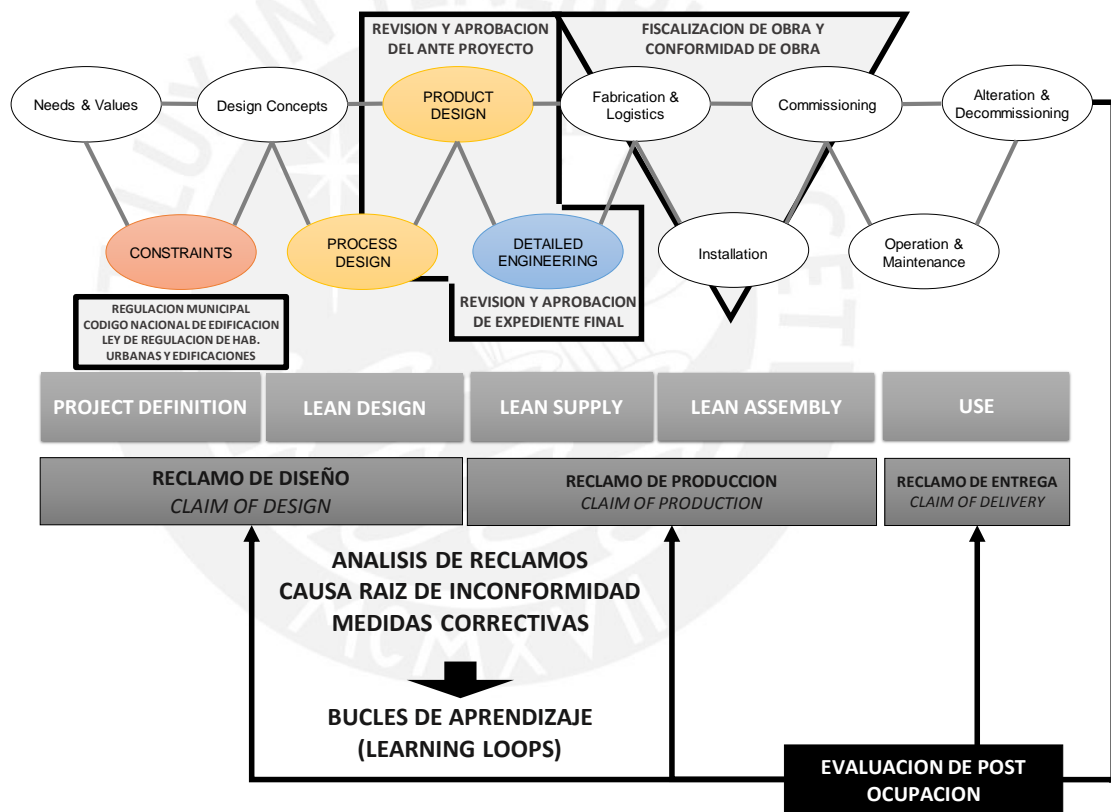 REVISION Y APROBACION
DEL ANTE PROYECTO
FISCALIZACION DE OBRA Y
CONFORMIDAD DE OBRA
Needs & Values
Design Concepts
PRODUCT
DESIGN
Fabrication &
Logistics
Commissioning
Alteration &
Decommissioning
CONSTRAINTS
PROCESS
DESIGN
DETAILED
ENGINEERING
Installation
Operation &
Maintenance
REGULACION MUNICIPAL
CODIGO NACIONAL DE EDIFICACION
LEY DE REGULACION DE HAB.
URBANAS Y EDIFICACIONES
REVISION Y APROBACION
DE EXPEDIENTE FINAL
PROJECT DEFINITION
LEAN DESIGN
LEAN SUPPLY
LEAN ASSEMBLY
USE
RECLAMO DE DISEÑO
CLAIM OF DESIGN
RECLAMO DE PRODUCCION
CLAIM OF PRODUCTION
RECLAMO DE ENTREGA
CLAIM OF DELIVERY
ANALISIS DE RECLAMOS
CAUSA RAIZ DE INCONFORMIDAD
MEDIDAS CORRECTIVAS
BUCLES DE APRENDIZAJE
(LEARNING LOOPS)
EVALUACION DE POST
OCUPACION
MCMXVII